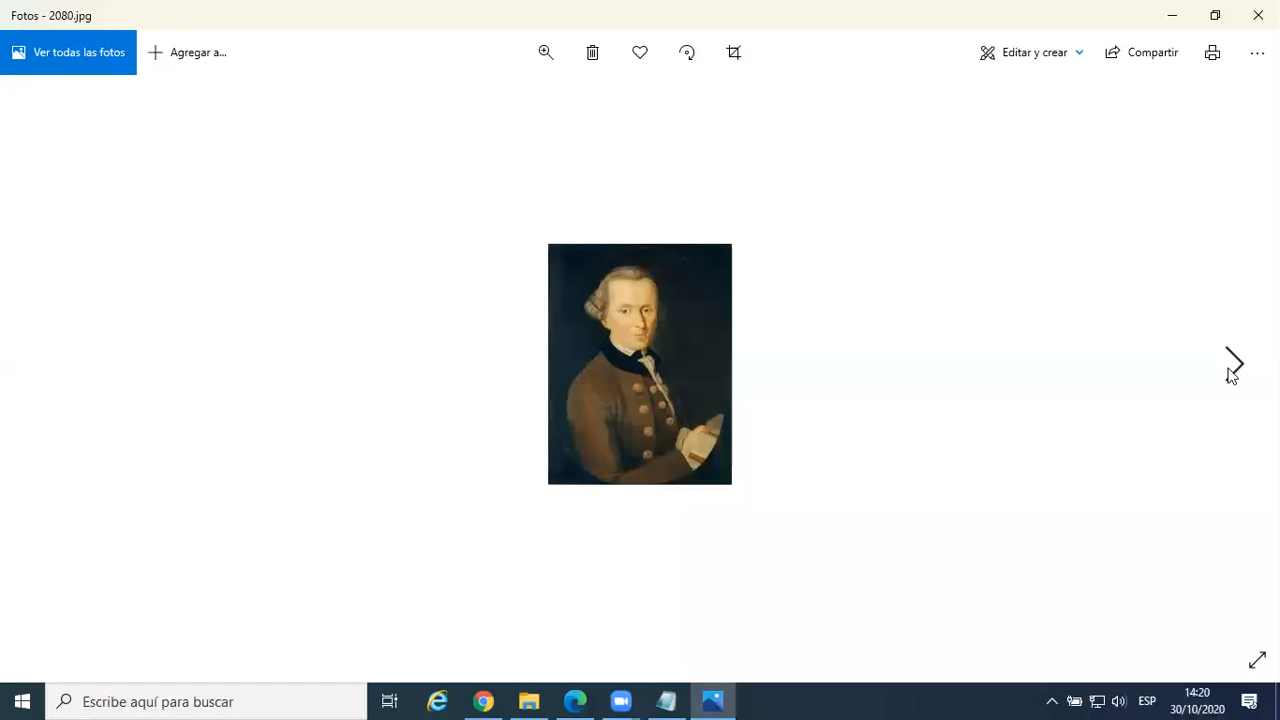 Fotos - 2080.jpg
Ver todas las fotos
Agregar a...
Editar y crear
Compartir
Escribe aquí para buscar
ESP
14:20
30/10/2020